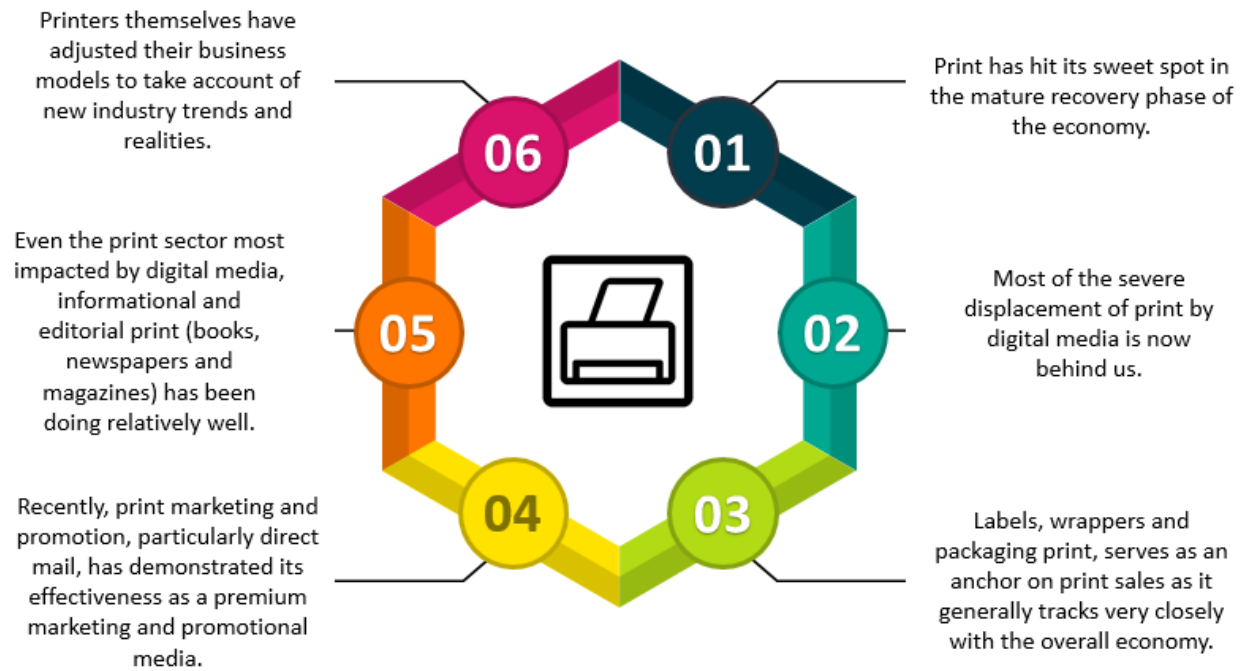 01
Print has hit its sweet spot in
the mature recovery phase of
the economy.
02
Most of the severe
displacement of print by
digital media is now
behind us.
03
Labels, wrappers and
packaging print, serves as an
anchor on print sales as it
generally tracks very closely
with the overall economy.
04
Recently, print marketing and
promotion, particularly direct
mail, has demonstrated its
effectiveness as a premium
marketing and promotional
media.
05
Even the print sector most
impacted by digital media,
informational and
editorial print (books,
newspapers and
magazines) has been
doing relatively well.
06
Printers themselves have
adjusted their business
models to take account of
new industry trends and
realities.